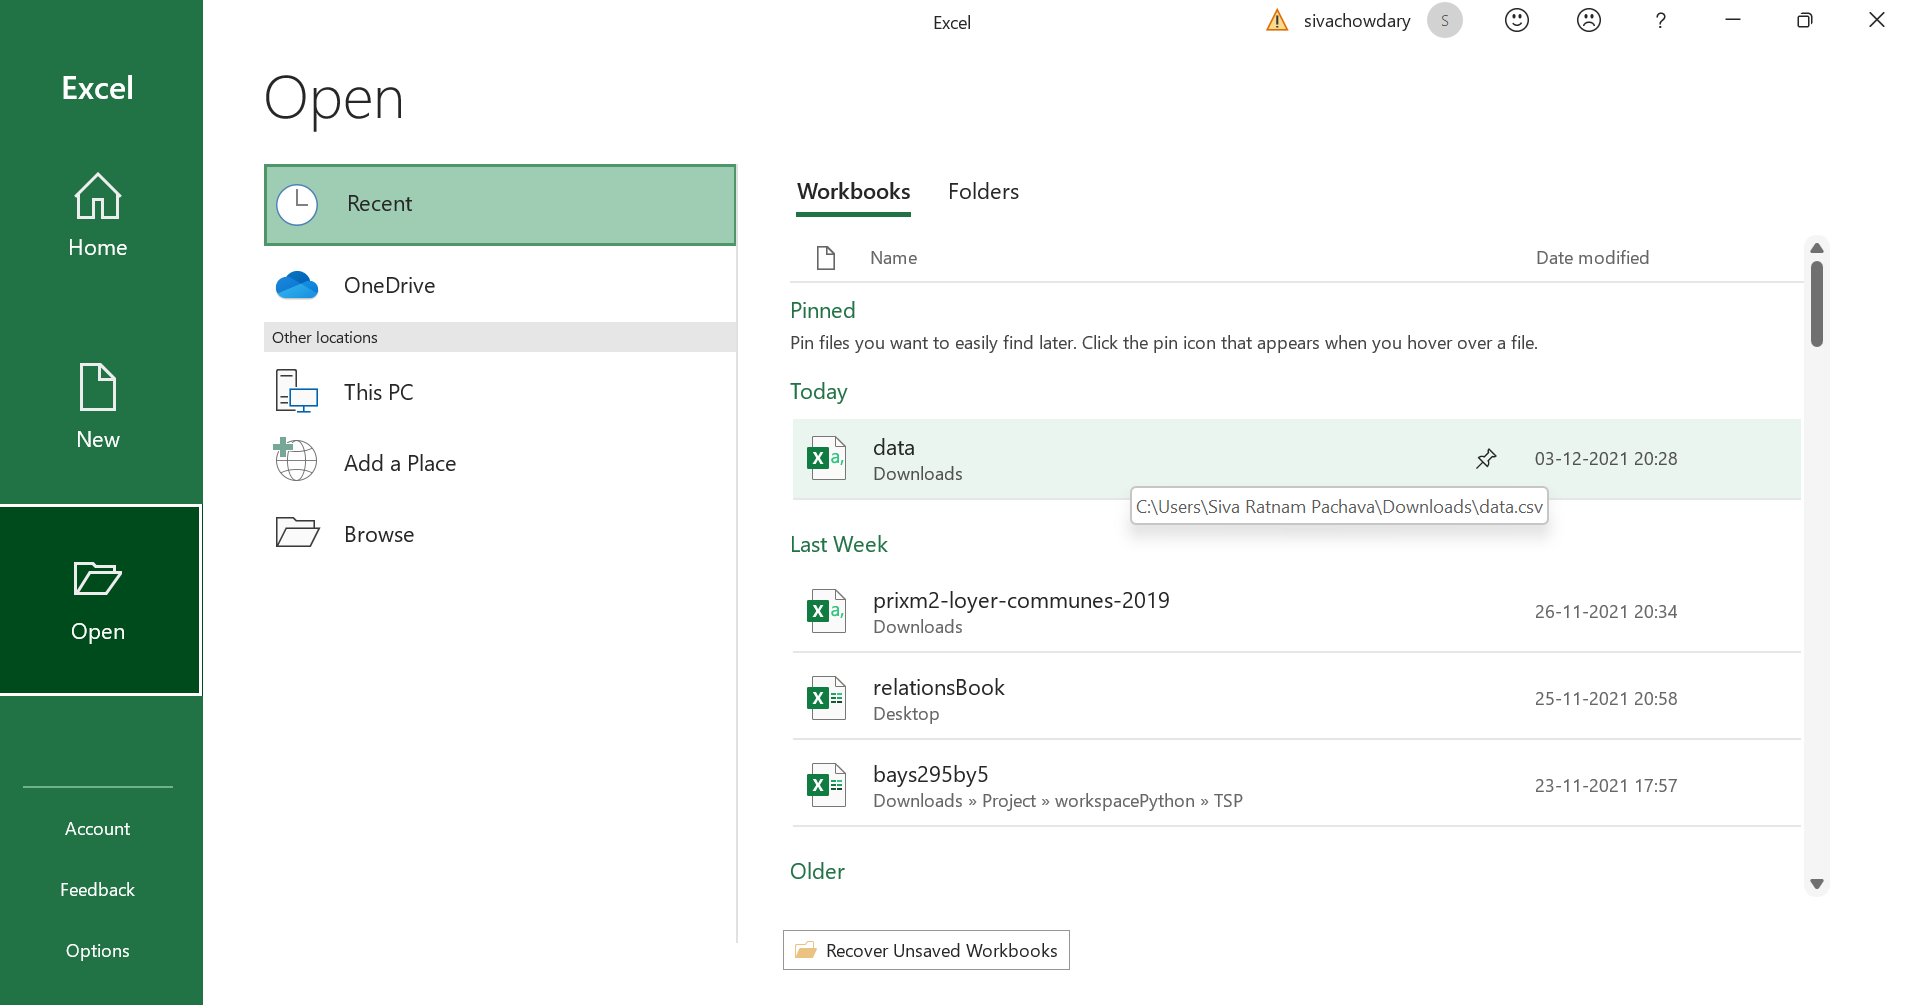 Excel
sivachowdary
S
?
Excel
Home
New
Open
Account
Feedback
Options
Open
Recent
OneDrive
Other locations
This PC
Add a Place
Browse
Workbooks Folders
Name Date modified
Pinned
Pin files you want to easily find later. Click the pin icon that appears when you hover over a file.
Today
data
Downloads
03-12-2021 20:28
C:\Users\Siva Ratnam Pachava\Downloads\data.csv
Last Week
prixm2-loyer-communes-2019
Downloads
26-11-2021 20:34
relationsBook
Desktop
25-11-2021 20:58
bays295by5
Downloads » Project » workspacePython » TSP
23-11-2021 17:57
Older
Recover Unsaved Workbooks